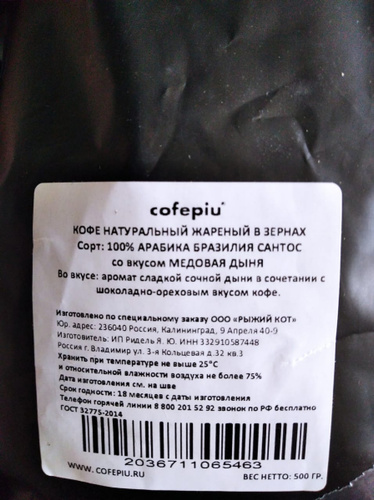 cofepiu
КОФЕ НАТУРАЛЬНЫЙ ЖАРЕНЫЙ В ЗЕРНАХ
Сорт: 100% АРАБИКА БРАЗИЛИЯ САНТОС
со вкусом МЕДОВАЯ ДЫНЯ
Во вкусе: аромат сладкой сочной дыни в сочетании с
шоколадно-ореховым вкусом кофе.
Изготовлено по специальному заказу ООО «РЫЖИЙ КОТ»
Юр. адрес: 236040 Россия, Калининград, 9 Апреля 40-9
Изготовитель: ИП Ридель Я. Ю. ИНН 332910587448
Россия г. Владимир ул. 3-я Кольцевая д.32 кв.3
Хранить при температуре не выше 25°С
и относительной влажности воздуха не более 75%
Дата изготовления см. на шве
Срок годности: 18 месяцев с даты изготовления
Телефон горячей линии 8 800 201 52 92 звонок по РФ бесплатно
ГОСТ 32775-2014
2036711065463
WWW.COFEPIU.RU
ВЕС НЕТТО: 500 ГР.